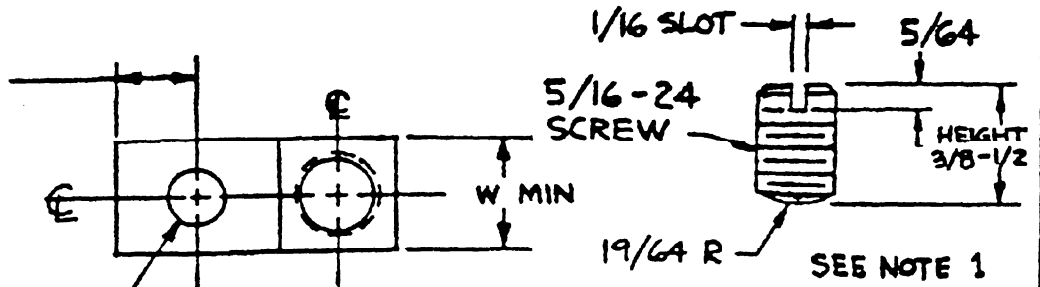 1/16 SLOT
5/64
5/16-24
SCREW
HEIGHT
3/8-1/2
W MIN
19/64 R
SEE NOTE 1